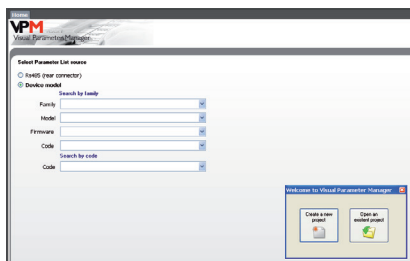 Home
VPM
Visual Parameter Manager
Select Parameter List source
Rs485 (rear connector)
Device model
Search by family
Family
Model
Firmware
Code
Search by code
Code
Welcome to Visual Parameter Manager
Create a new project
Open an existent project